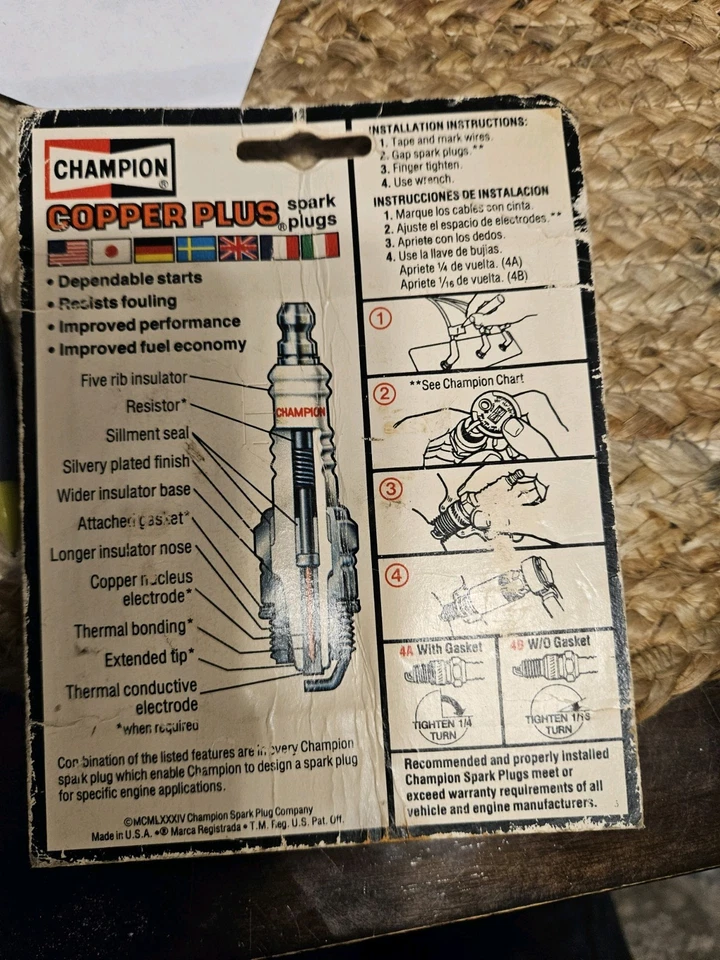 CHAMPION
®
COPPER PLUS® spark
plugs
• Dependable starts
• Resists fouling
• Improved performance
• Improved fuel economy
Five rib insulator
Resistor*
CHAMPION
Sillment seal
Silvery plated finish
Wider insulator base
Attached gasket*
Longer insulator nose
Copper nucleus
electrode*
Thermal bonding*
Extended tip*
Thermal conductive
electrode
*when required
Combination of the listed features are in every Champion
spark plug which enable Champion to design a spark plug
for specific engine applications.
©MCMLXXXIV Champion Spark Plug Company
Made in U.S.A. •® Marca Registrada • T.M. Reg. U.S. Pat. Off.
INSTALLATION INSTRUCTIONS:
1. Tape and mark wires.
2. Gap spark plugs.**
3. Finger tighten.
4. Use wrench.
INSTRUCCIONES DE INSTALACION
1. Marque los cables con cinta.
2. Ajuste el espacio de electrodes.**
3. Apriete con los dedos.
4. Use la llave de bujias.
Apriete ¼ de vuelta. (4A)
Apriete 1/16 de vuelta. (4B)
1
2
**See Champion Chart
3
4
4A With Gasket
TIGHTEN 1/4
TURN
4B W/O Gasket
TIGHTEN 1/16
TURN
Recommended and properly installed
Champion Spark Plugs meet or
exceed warranty requirements of all
vehicle and engine manufacturers.